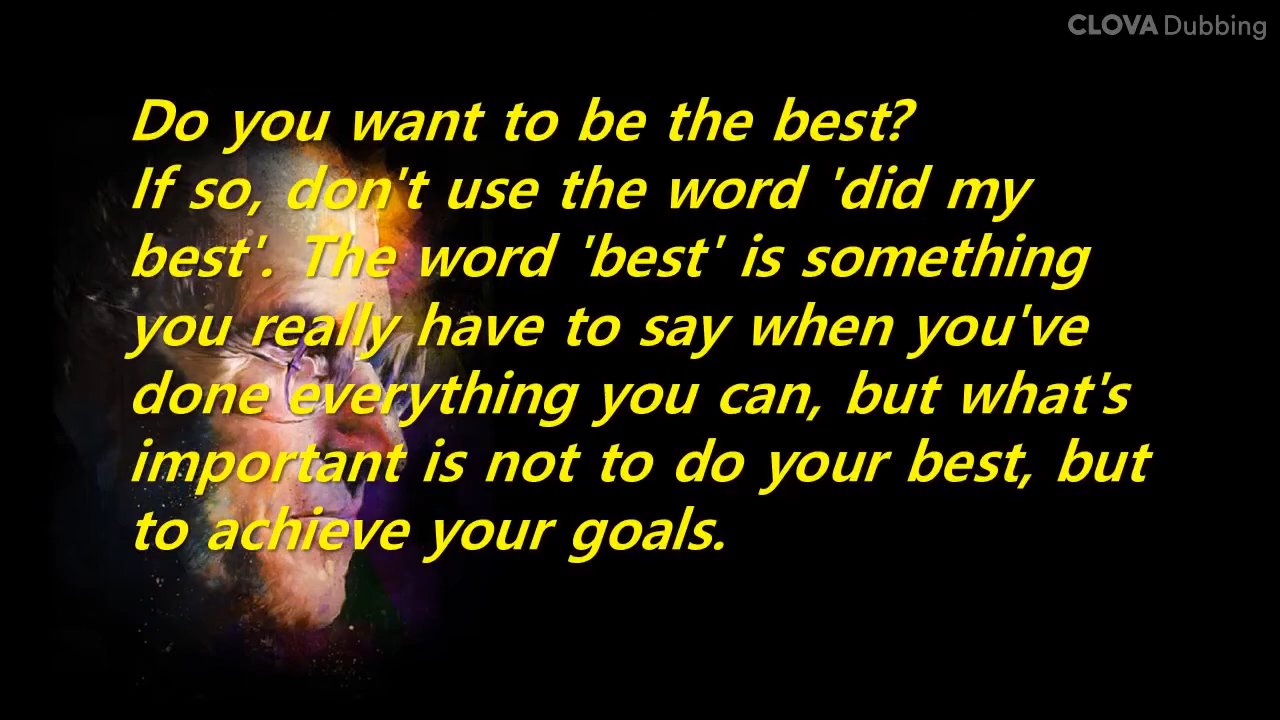 CLOVA Dubbing
Do you want to be the best?
If so, don't use the word 'did my
best'. The word 'best' is something
you really have to say when you've
done everything you can, but what's
important is not to do your best, but
to achieve your goals.